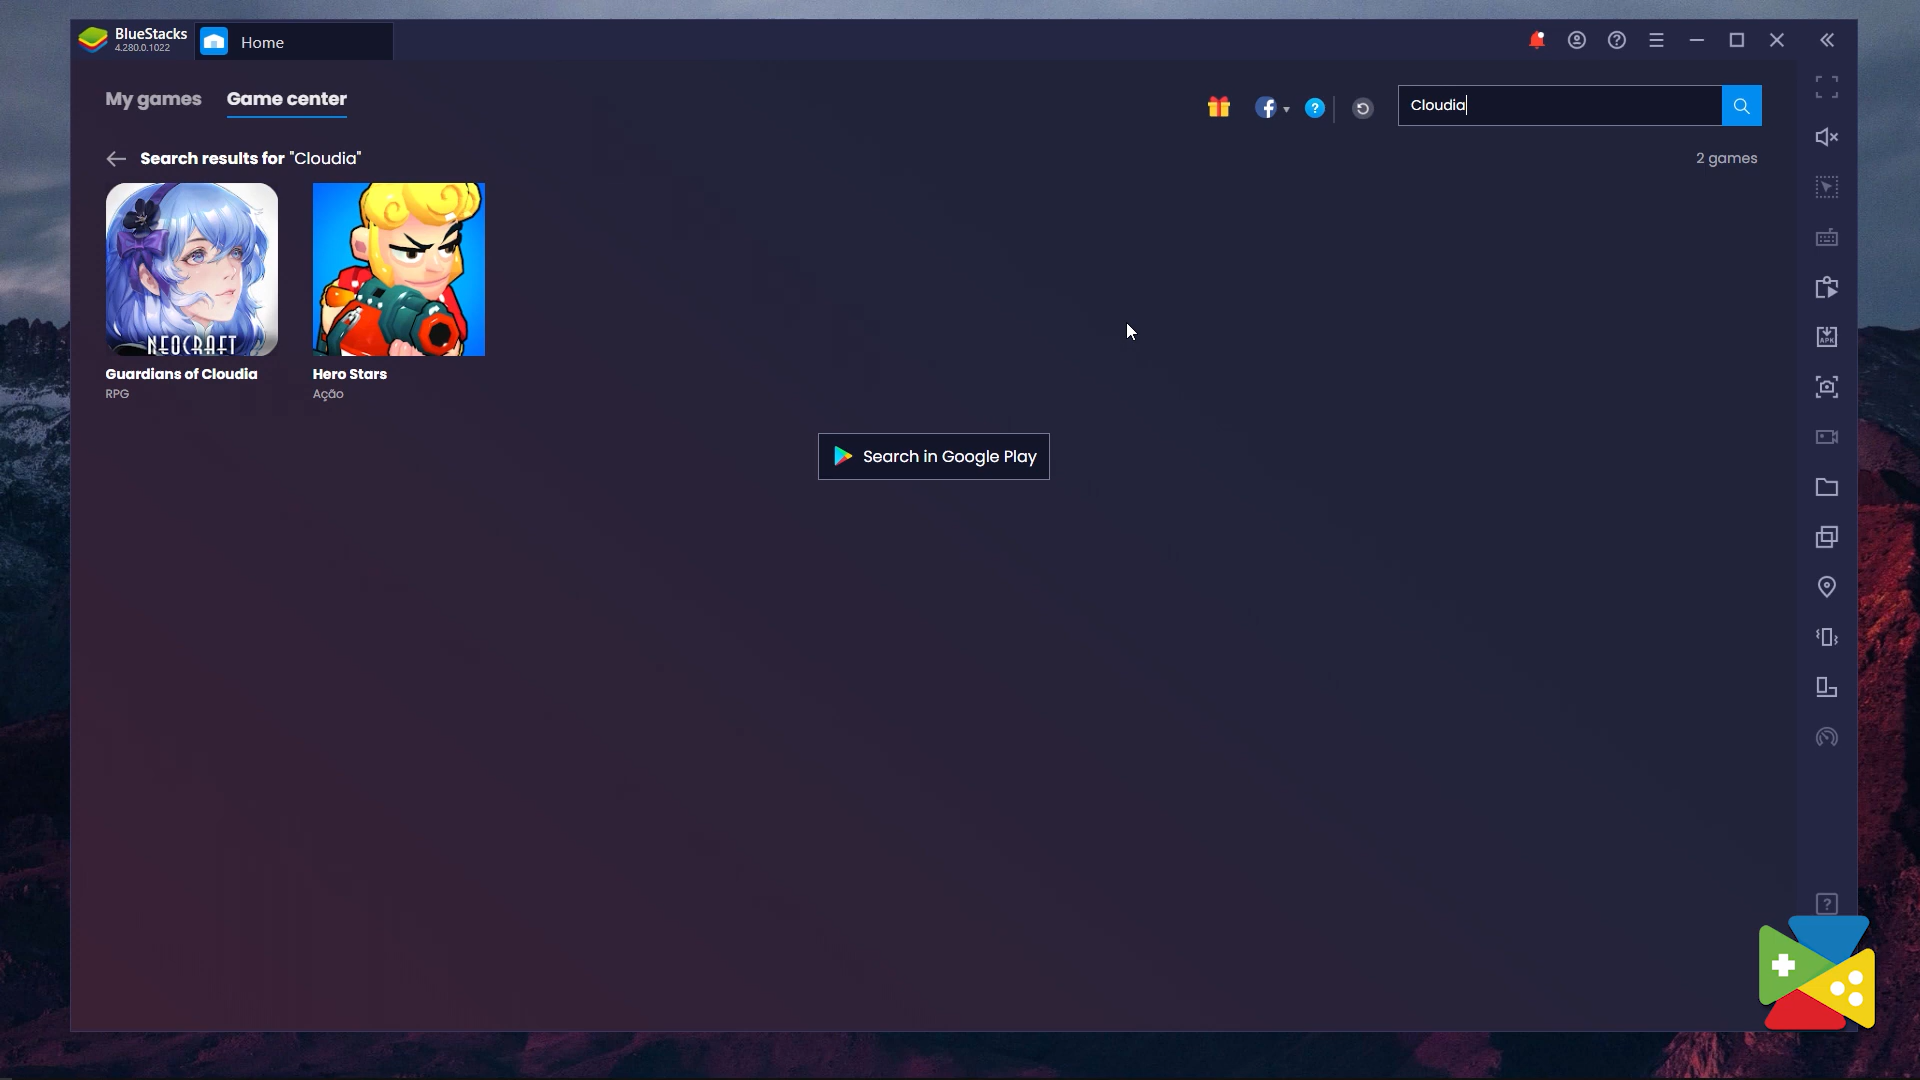 BlueStacks
4.280.0.1022
Home
My games
Game center
Cloudia
Search results for "Cloudia"
2 games
NEOCRAFT
Guardians of Cloudia
RPG
Hero Stars
Ação
Search in Google Play
APK